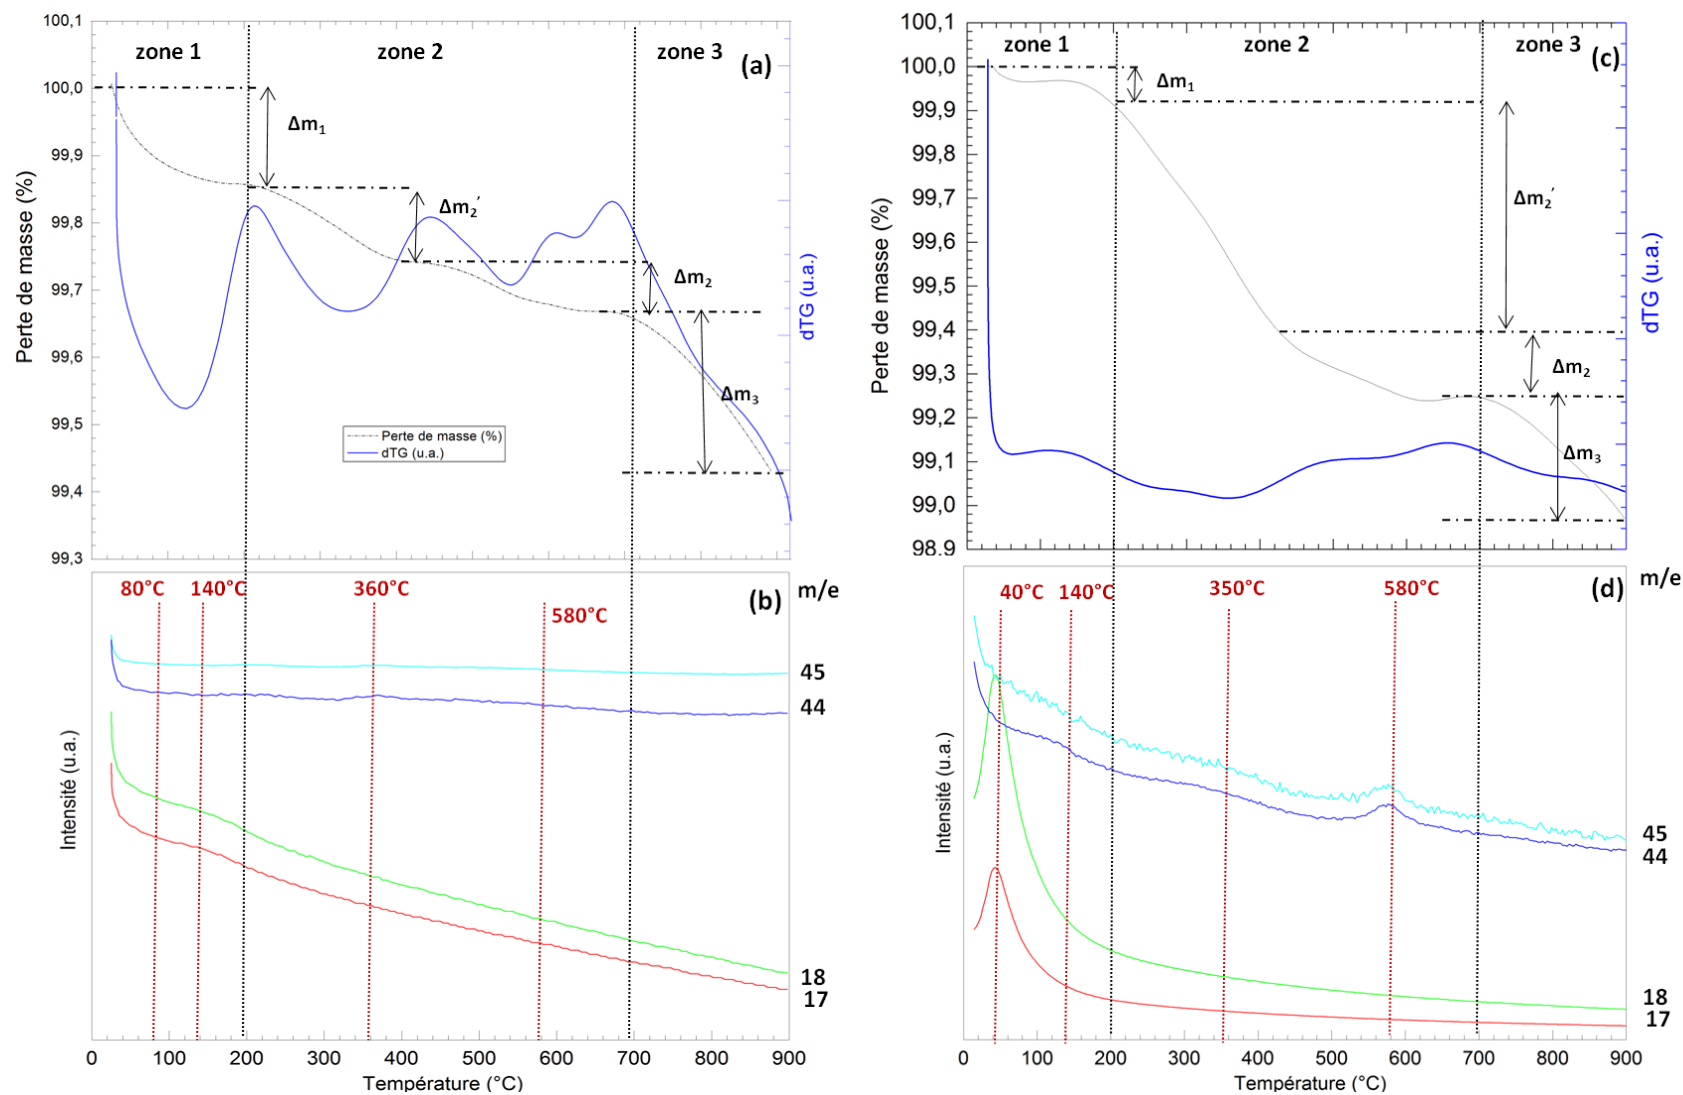 zone 1
zone 2
zone 3
(a)
100,1
100,0
99,9
99,8
99,7
99,6
99,5
99,4
99,3
Perte de masse (%)
dTG (u.a.)
Δm1
Δm2'
Δm2
Δm3
Perte de masse (%)
dTG (u.a.)
zone 1
zone 2
zone 3
(c)
100,1
100,0
99,9
99,8
99,7
99,6
99,5
99,4
99,3
99,2
99,1
99,0
98.9
Perte de masse (%)
dTG (u.a.)
Δm1
Δm2'
Δm2
Δm3
80°C
140°C
360°C
580°C
(b)
m/e
45
44
18
17
Intensité (u.a.)
0 100 200 300 400 500 600 700 800 900
Température (°C)
40°C
140°C
350°C
580°C
(d)
m/e
45
44
18
17
Intensité (u.a.)
0 100 200 300 400 500 600 700 800 900
Température (°C)